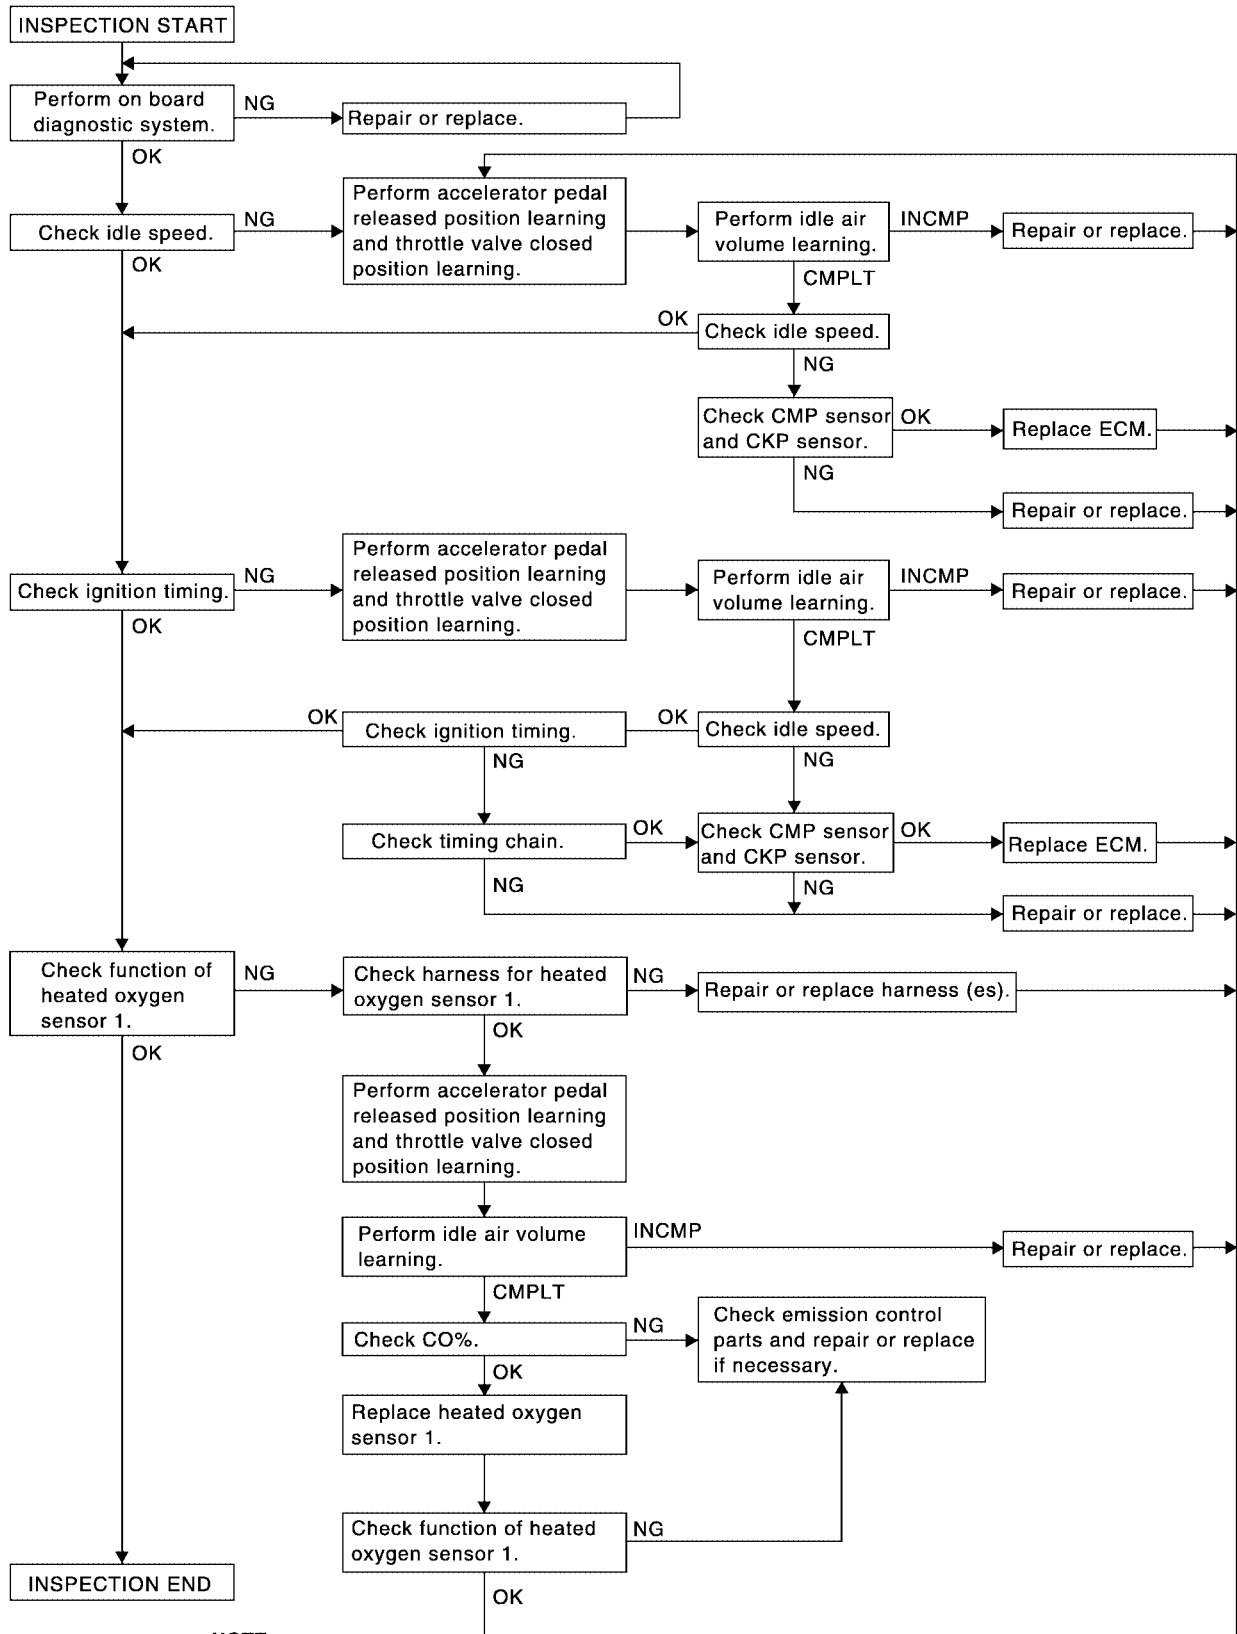 INSPECTION START
Perform on board
diagnostic system.
NG
Repair or replace.
OK
Check idle speed.
NG
Perform accelerator pedal
released position learning
and throttle valve closed
position learning.
Perform idle air
volume learning.
INCMP
Repair or replace.
OK
CMPLT
OK
Check idle speed.
NG
Check CMP sensor
and CKP sensor.
OK
Replace ECM.
NG
Repair or replace.
Check ignition timing.
NG
Perform accelerator pedal
released position learning
and throttle valve closed
position learning.
Perform idle air
volume learning.
INCMP
Repair or replace.
OK
CMPLT
OK
Check ignition timing.
OK
Check idle speed.
NG
NG
Check timing chain.
OK
Check CMP sensor
and CKP sensor.
OK
Replace ECM.
NG
NG
Repair or replace.
Check function of
heated oxygen
sensor 1.
NG
Check harness for heated
oxygen sensor 1.
NG
Repair or replace harness (es).
OK
OK
Perform accelerator pedal
released position learning
and throttle valve closed
position learning.
Perform idle air volume
learning.
INCMP
Repair or replace.
CMPLT
Check CO%.
NG
Check emission control
parts and repair or replace
if necessary.
OK
Replace heated oxygen
sensor 1.
Check function of heated
oxygen sensor 1.
NG
OK
INSPECTION END